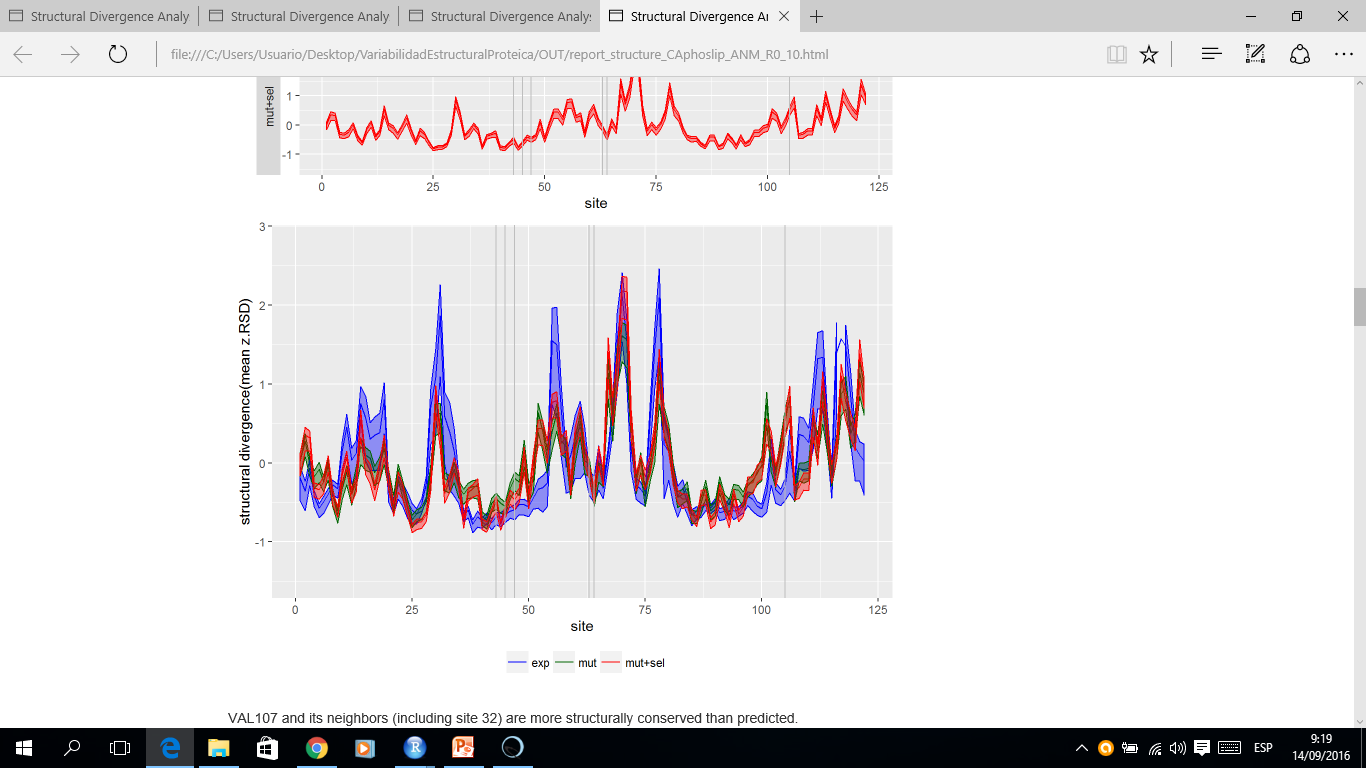 Structural Divergence Analy
Structural Divergence Analy
Structural Divergence Analy
Structural Divergence Ar
file:///C:/Users/Usuario/Desktop/VariabilidadEstructuralProteica/OUT/report_structure_CAphoslip_ANM_R0_10.html
mut+sel
1
0
-1
0 25 50 75 100 125
site
structural divergence(mean z.RSD)
3
2
1
0
-1
0 25 50 75 100 125
site
exp mut mut+sel
VAL107 and its neighbors (including site 32) are more structurally conserved than predicted.
ESP
9:19
14/09/2016